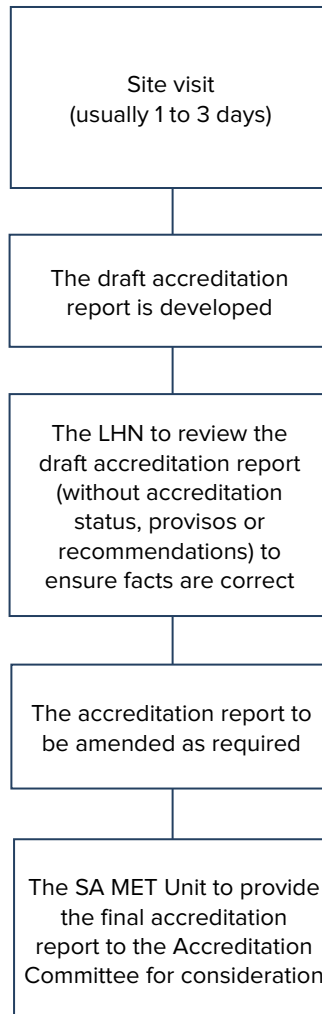 Site visit
(usually 1 to 3 days)
The draft accreditation
report is developed
The LHN to review the
draft accreditation report
(without accreditation
status, provisos or
recommendations) to
ensure facts are correct
The accreditation report to
be amended as required
The SA MET Unit to provide
the final accreditation
report to the Accreditation
Committee for consideration